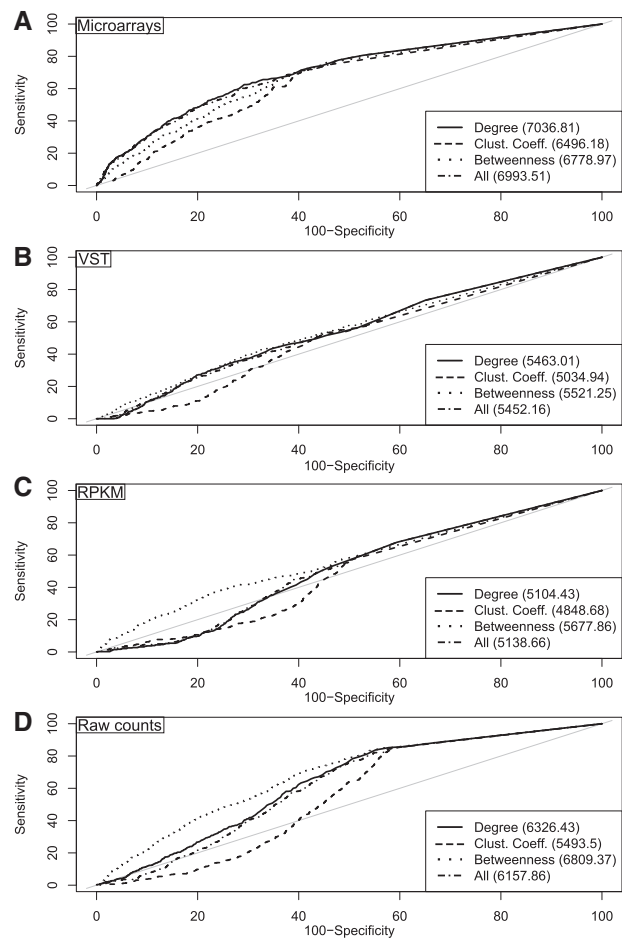 A
Microarrays
Sensitivity
0 20 40 60 80 100
Degree (7036.81)
Clust. Coeff. (6496.18)
Betweenness (6778.97)
All (6993.51)
0 20 40 60 80 100
100-Specificity
B
VST
Sensitivity
0 20 40 60 80 100
Degree (5463.01)
Clust. Coeff. (5034.94)
Betweenness (5521.25)
All (5452.16)
0 20 40 60 80 100
100-Specificity
C
RPKM
Sensitivity
0 20 40 60 80 100
Degree (5104.43)
Clust. Coeff. (4848.68)
Betweenness (5677.86)
All (5138.66)
0 20 40 60 80 100
100-Specificity
D
Raw counts
Sensitivity
0 20 40 60 80 100
Degree (6326.43)
Clust. Coeff. (5493.5)
Betweenness (6809.37)
All (6157.86)
0 20 40 60 80 100
100-Specificity